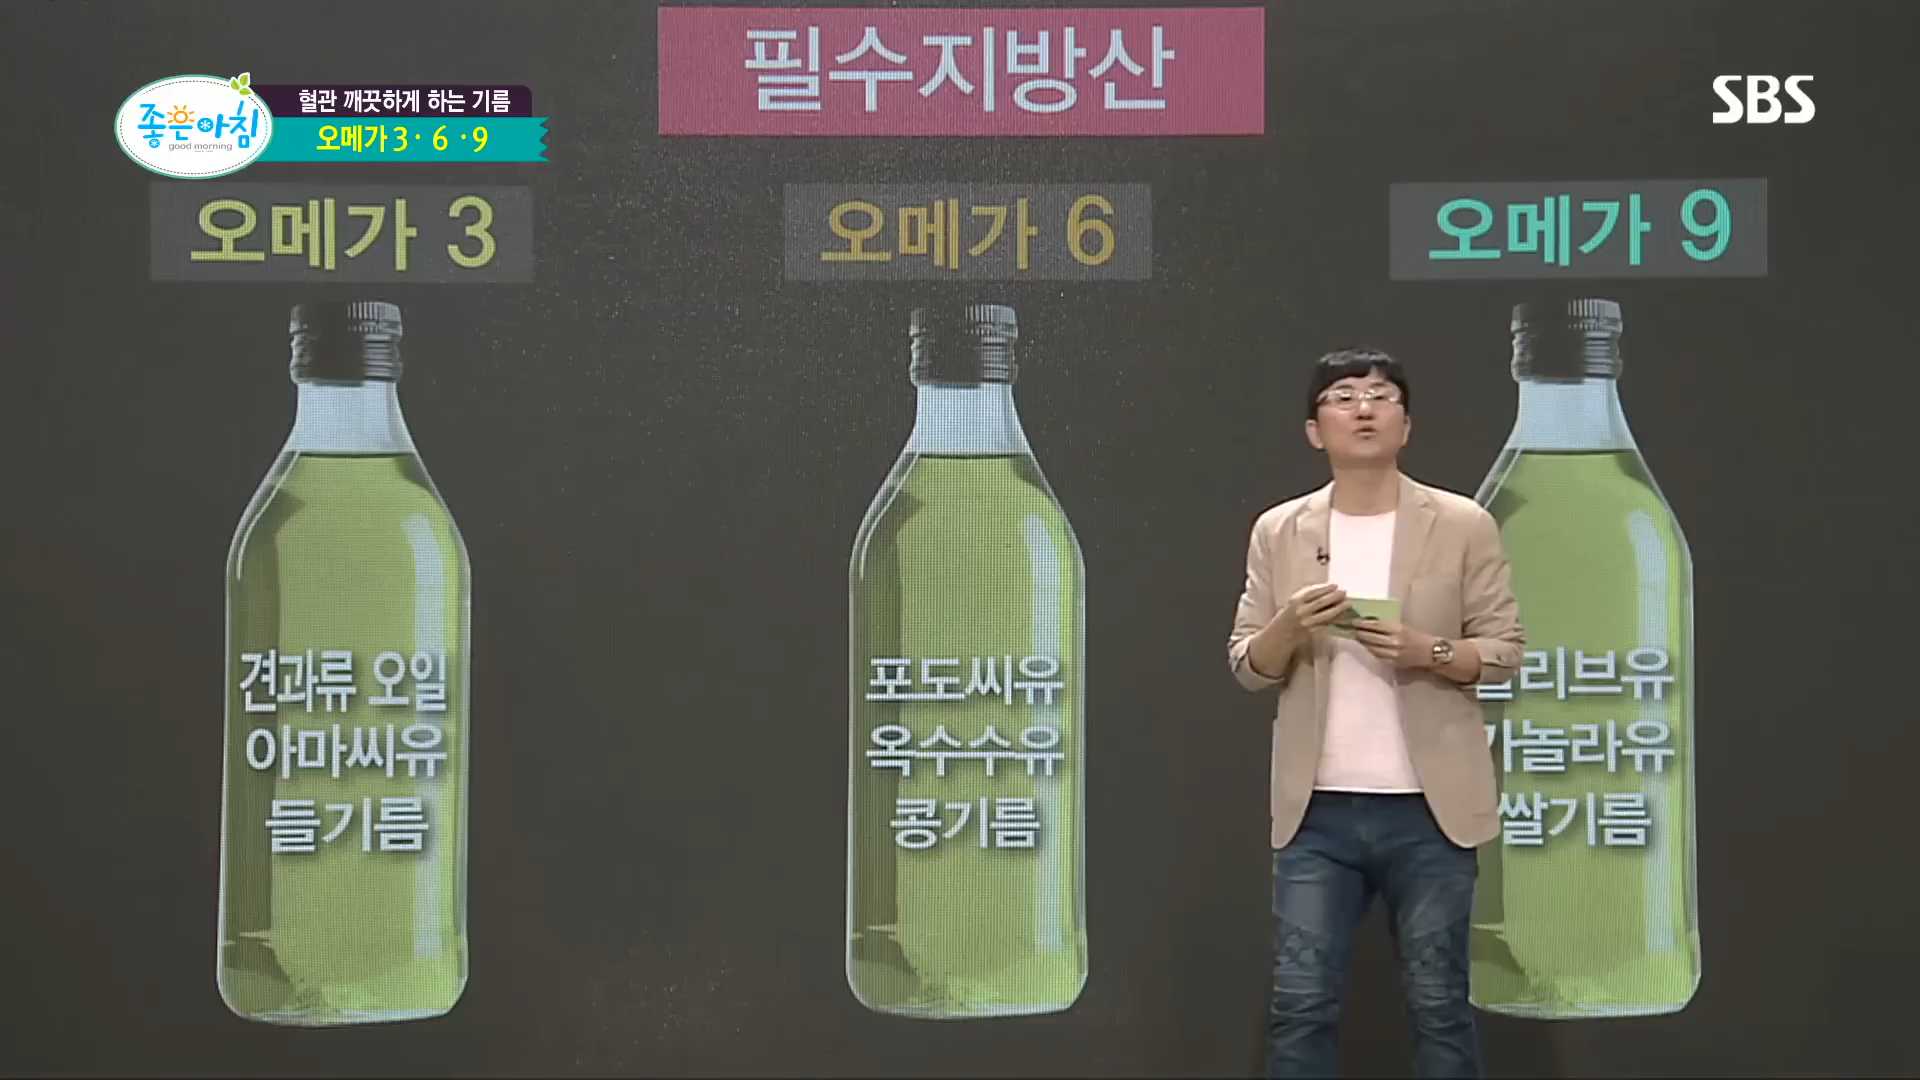 필수지방산
좋은아침
good morning
혈관 깨끗하게 하는 기름
오메가 3 · 6 · 9
SBS
오메가 3
오메가 6
오메가 9
견과류 오일
아마씨유
들기름
포도씨유
옥수수유
콩기름
리브유
놀라유
쌀기름